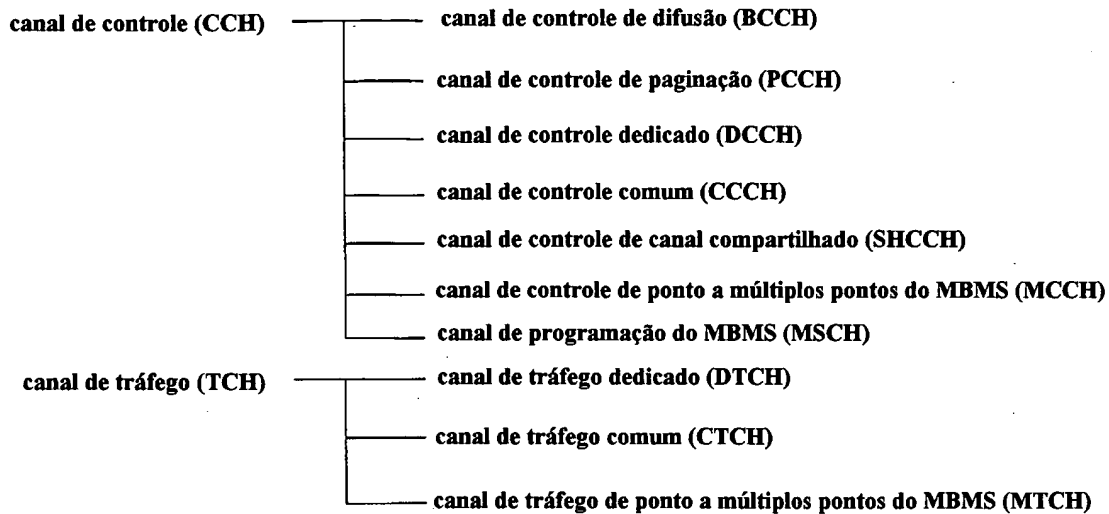 canal de controle (CCH)
canal de controle de difusão (BCCH)
canal de controle de paginação (PCCH)
canal de controle dedicado (DCCH)
canal de controle comum (CCCH)
canal de controle de canal compartilhado (SHCCH)
canal de controle de ponto a múltiplos pontos do MBMS (MCCH)
canal de programação do MBMS (MSCH)
canal de tráfego (TCH)
canal de tráfego dedicado (DTCH)
canal de tráfego comum (CTCH)
canal de tráfego de ponto a múltiplos pontos do MBMS (MTCH)